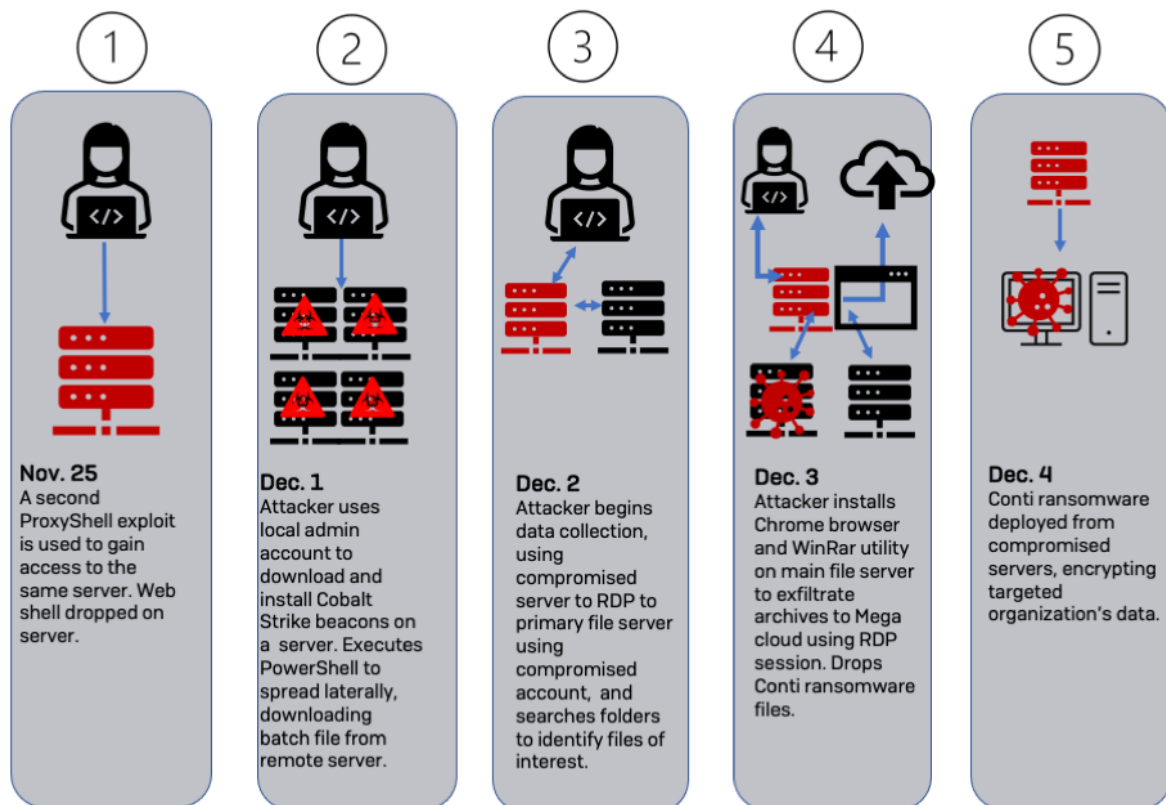 1
2
3
4
5
</>
</>
</>
</>
Nov. 25
A second
ProxyShell exploit
is used to gain
access to the
same server. Web
shell dropped on
server.
Dec. 1
Attacker uses
local admin
account to
download and
install Cobalt
Strike beacons on
a server. Executes
PowerShell to
spread laterally,
downloading
batch file from
remote server.
Dec. 2
Attacker begins
data collection,
using
compromised
server to RDP to
primary file server
using
compromised
account, and
searches folders
to identify files of
interest.
Dec. 3
Attacker installs
Chrome browser
and WinRar utility
on main file server
to exfiltrate
archives to Mega
cloud using RDP
session. Drops
Conti ransomware
files.
Dec. 4
Conti ransomware
deployed from
compromised
servers, encrypting
targeted
organization's data.